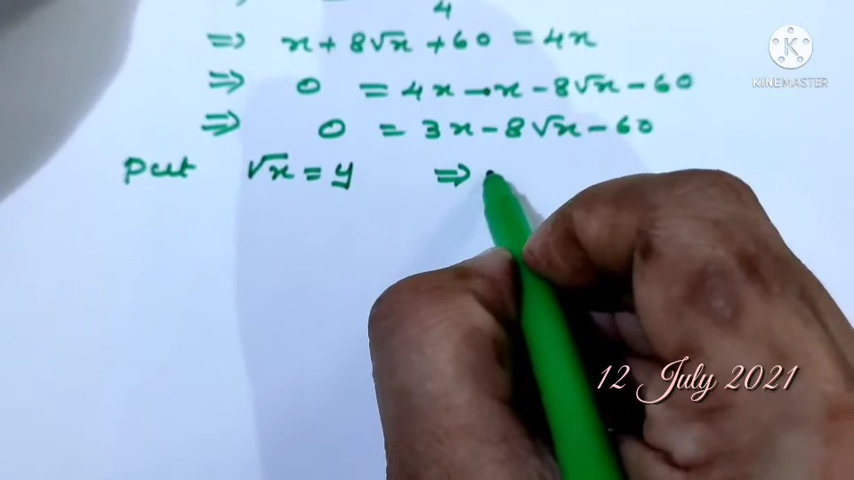 4
⇒ x + 8√x + 60 = 4x
⇒ 0 = 4x - x - 8√x - 60
⇒ 0 = 3x - 8√x - 60
Put √x = y ⇒
KINEMASTER
12 July 2021